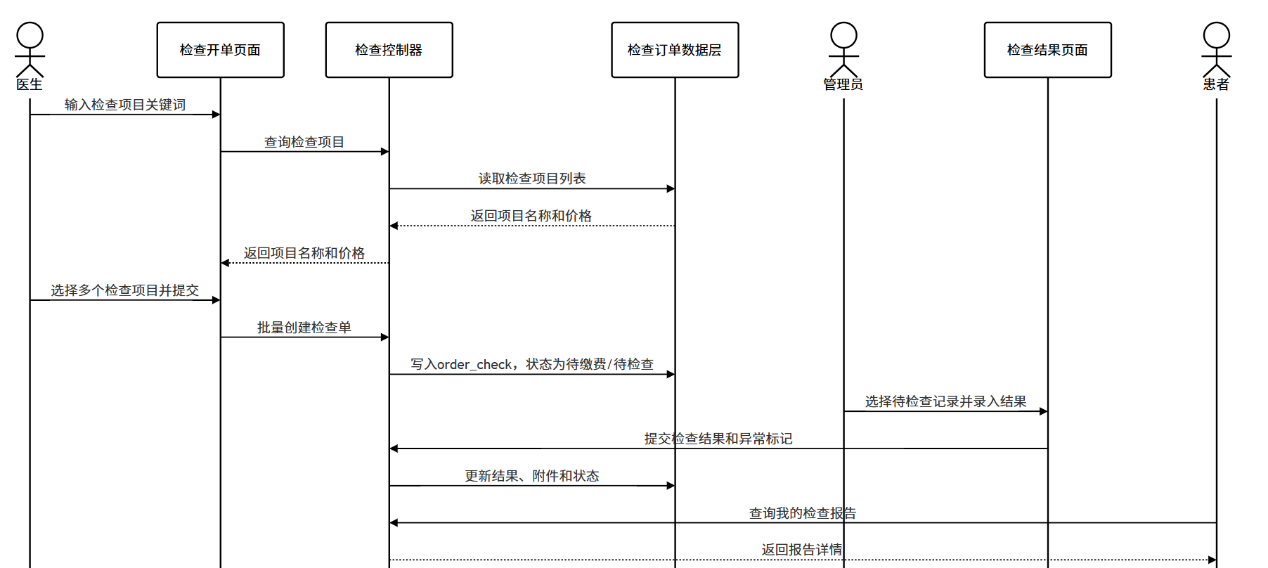 检查开单页面
检查控制器
检查订单数据层
检查结果页面
医生
管理员
患者
输入检查项目关键词
查询检查项目
读取检查项目列表
返回项目名称和价格
返回项目名称和价格
选择多个检查项目并提交
批量创建检查单
写入order_check，状态为待缴费/待检查
选择待检查记录并录入结果
提交检查结果和异常标记
更新结果、附件和状态
查询我的检查报告
返回报告详情